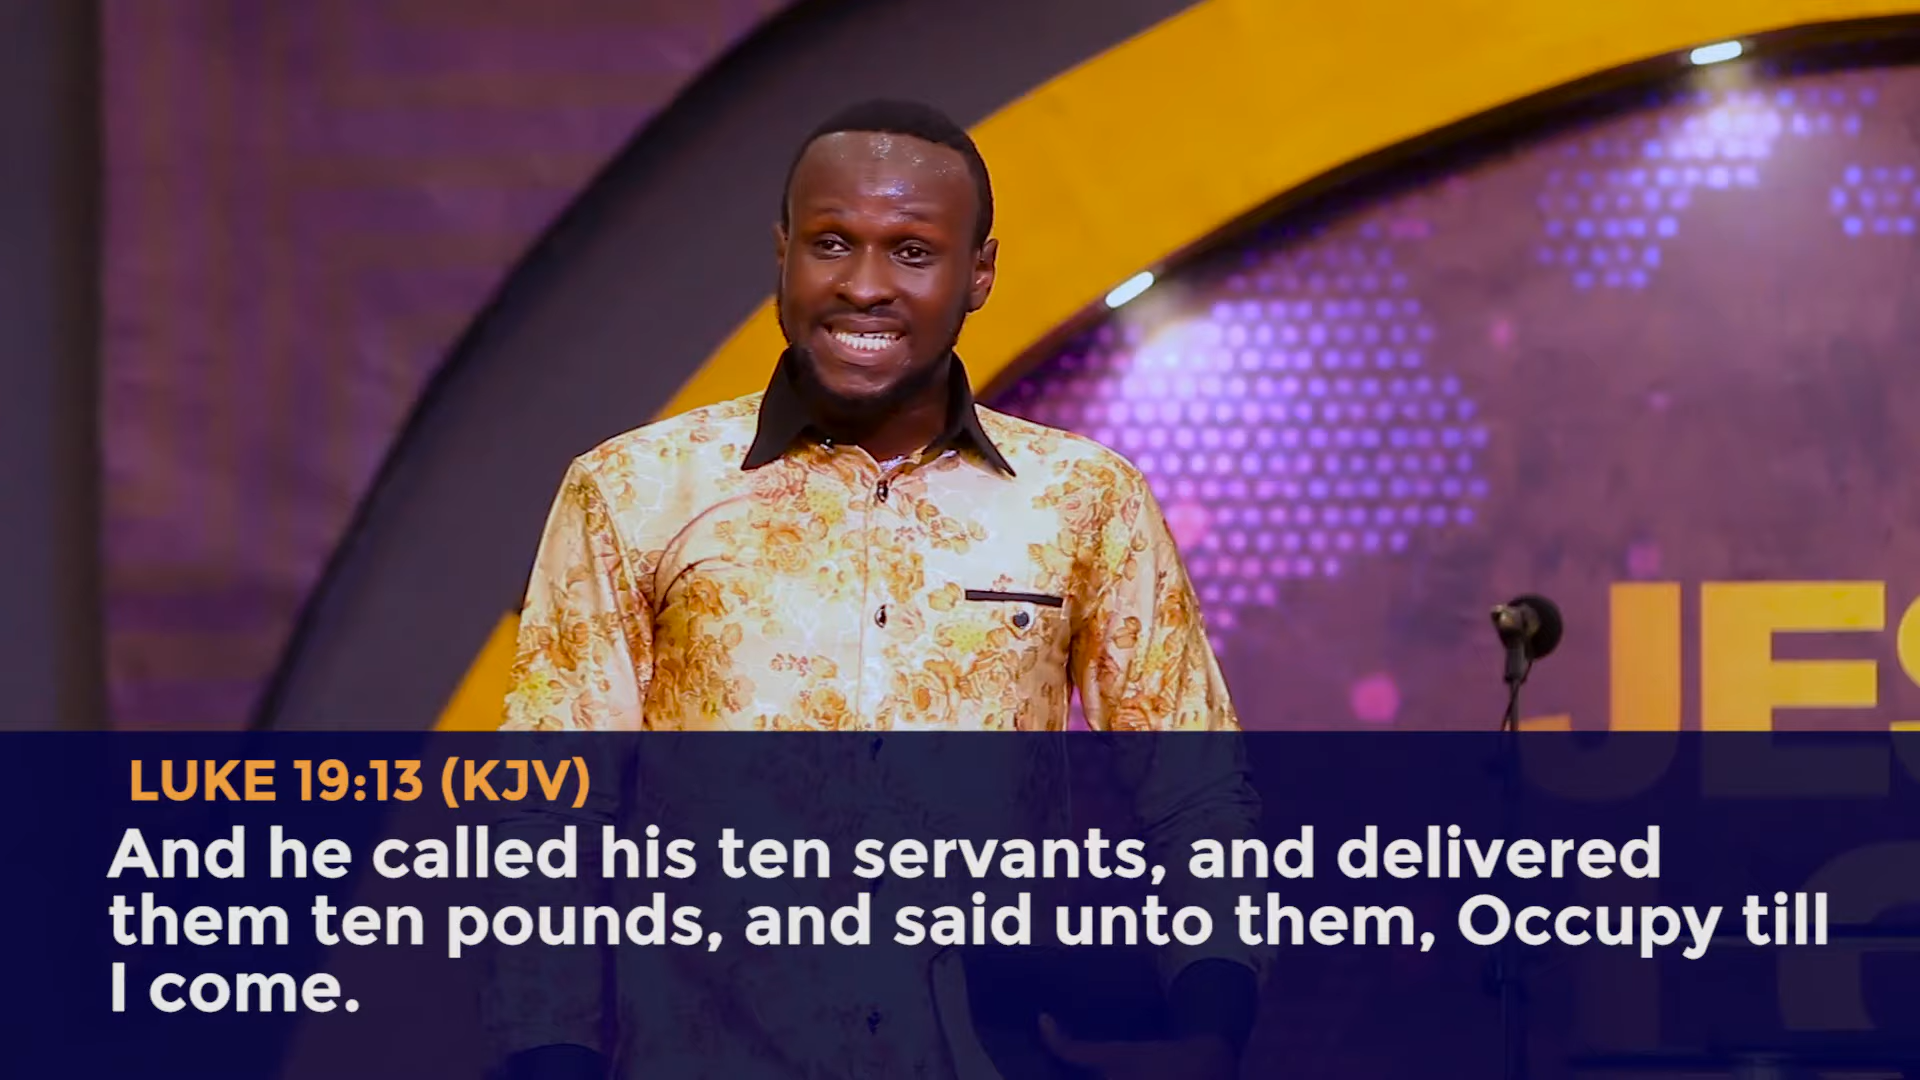 LUKE 19:13 (KJV)
And he called his ten servants, and delivered
them ten pounds, and said unto them, Occupy till
I come.
JES